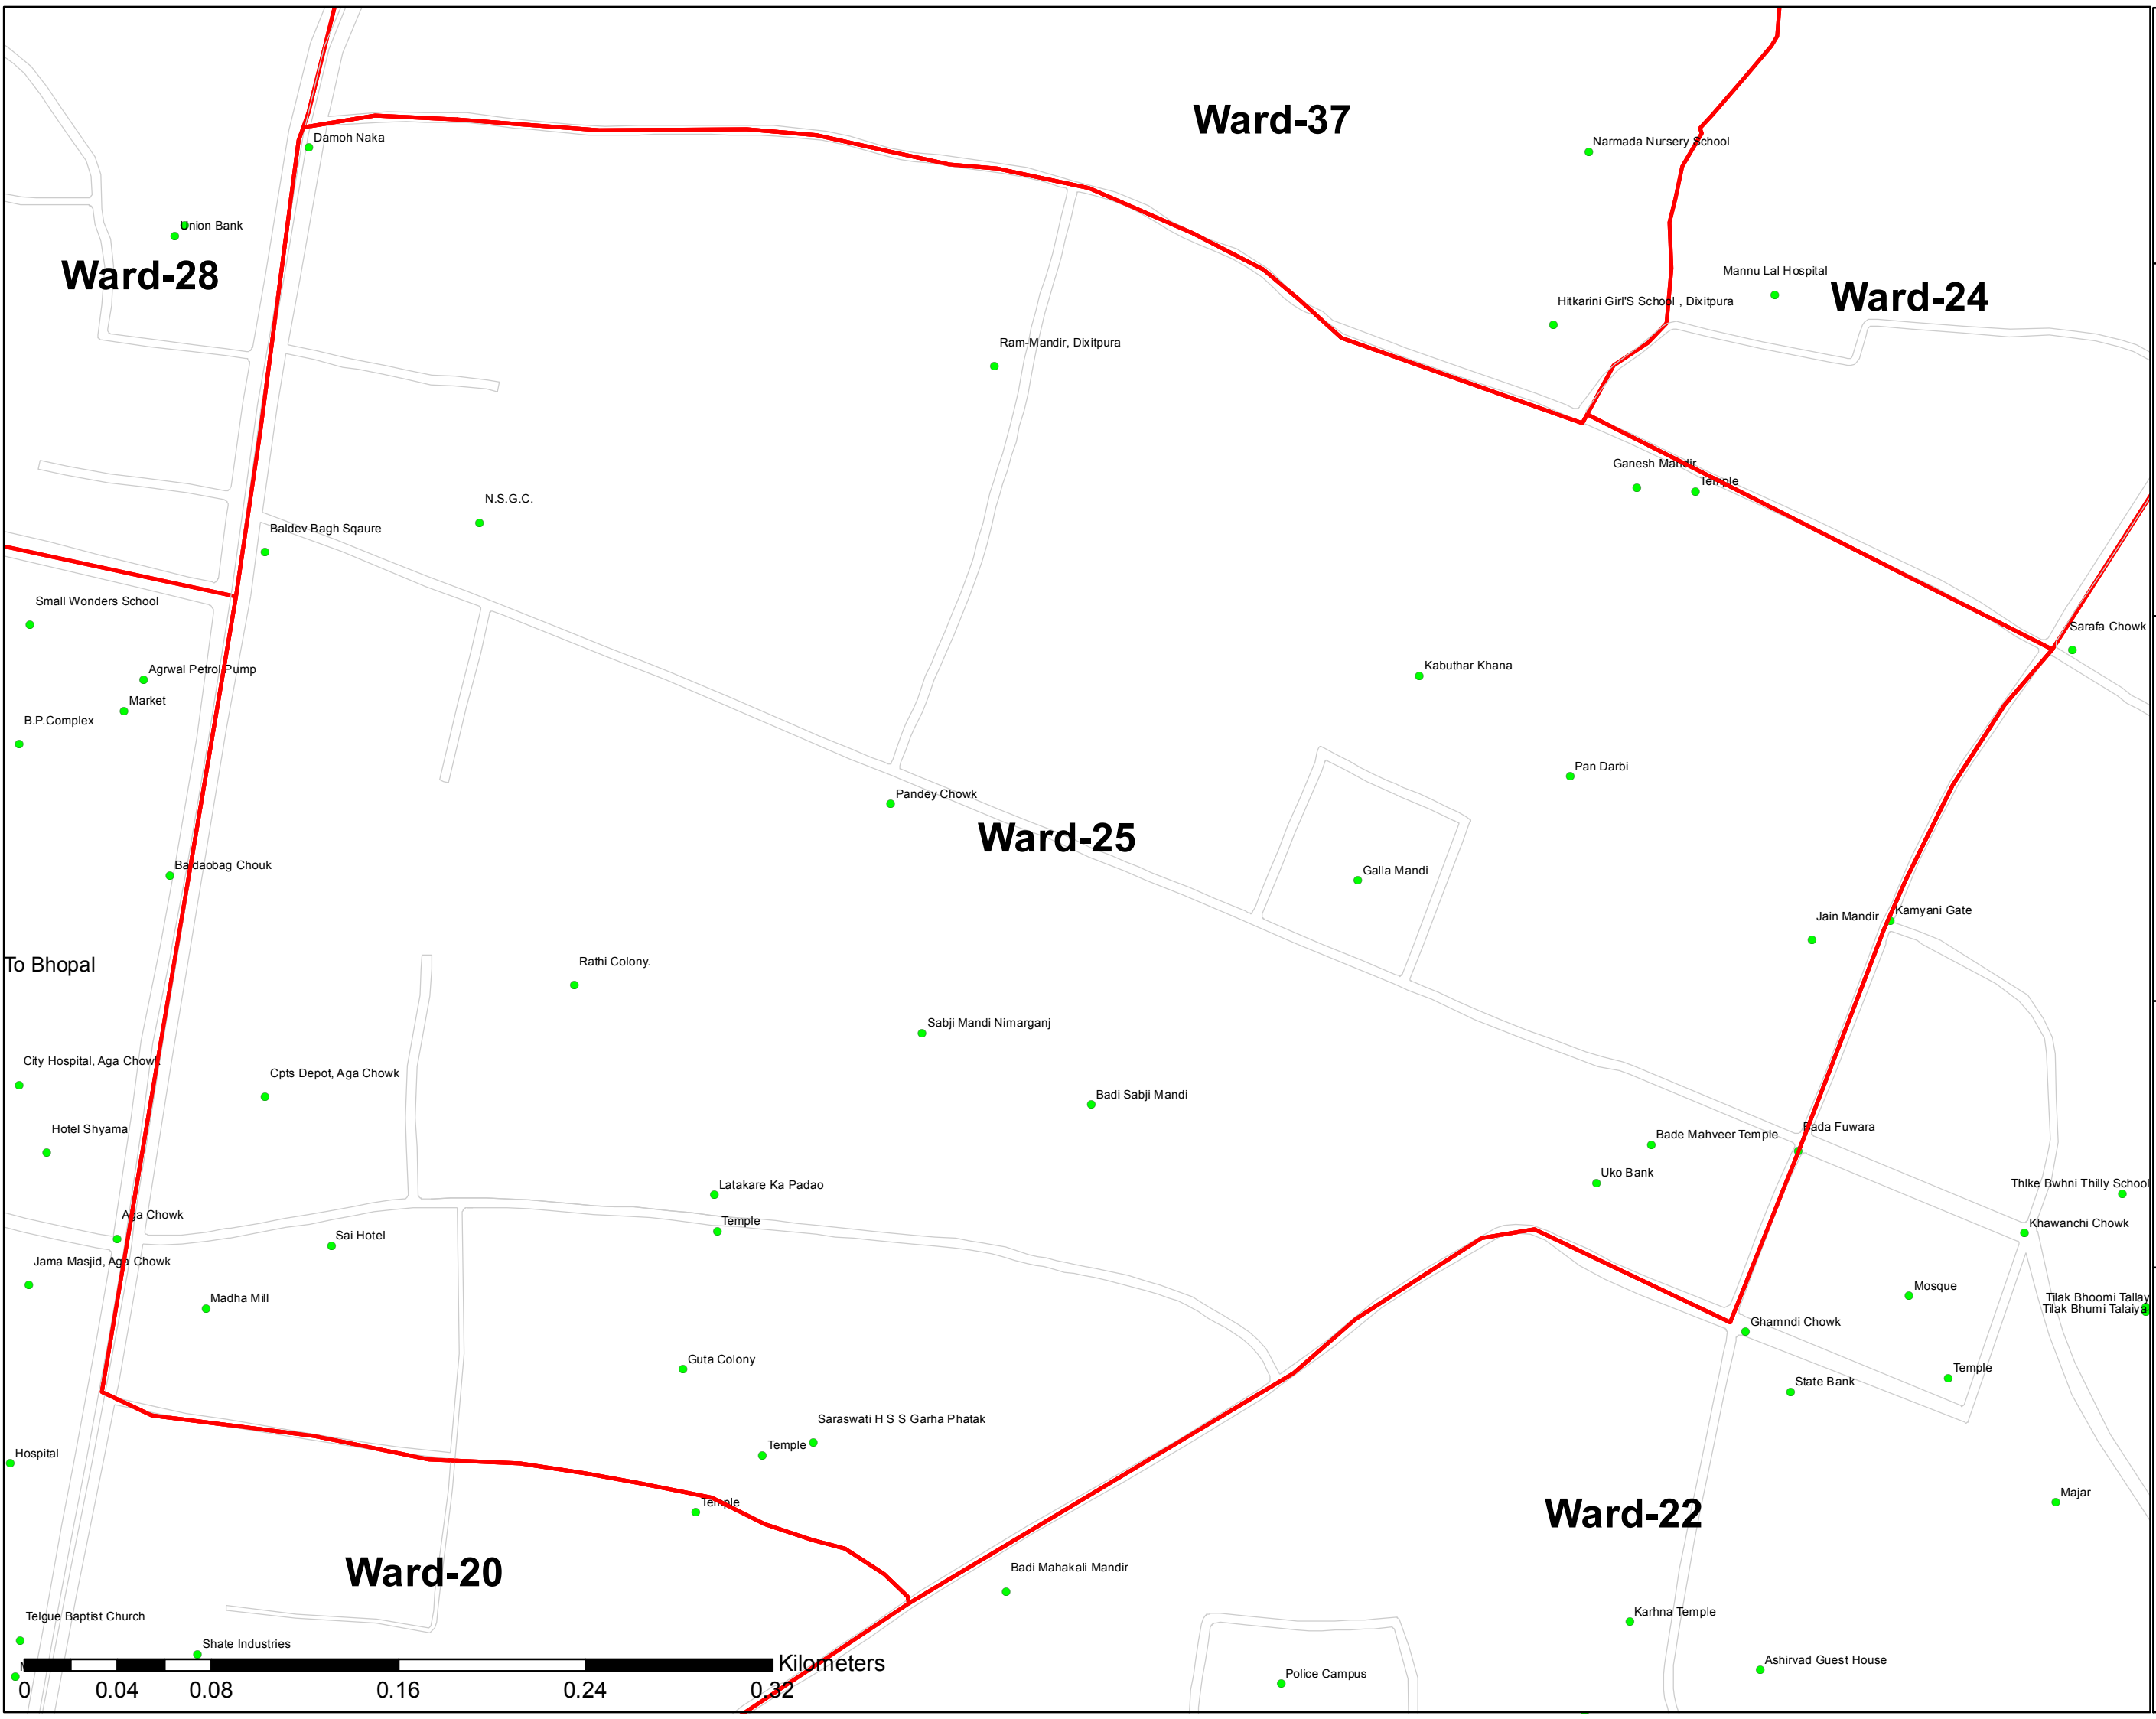 Ward-37
Damoh Naka
Narmada Nursery School
Union Bank
Ward-28
Mannu Lal Hospital
Ward-24
Hitkarini Girl'S School , Dixitpura
Ram-Mandir, Dixitpura
Ganesh Mandir
Temple
N.S.G.C.
Baldev Bagh Sqaure
Small Wonders School
Sarafa Chowk
Agrwal Petrol Pump
Kabuthar Khana
Market
B.P.Complex
Pan Darbi
Pandey Chowk
Ward-25
Baldaobag Chouk
Galla Mandi
Jain Mandir
Kamyani Gate
To Bhopal
Rathi Colony.
Sabji Mandi Nimarganj
City Hospital, Aga Chowk
Cpts Depot, Aga Chowk
Badi Sabji Mandi
Hotel Shyama
Bade Mahveer Temple
Bada Fuwara
Uko Bank
Thlke Bwhni Thilly School
Latakare Ka Padao
Aga Chowk
Temple
Khawanchi Chowk
Sai Hotel
Jama Masjid, Aga Chowk
Mosque
Madha Mill
Tilak Bhoomi Tallay
Tilak Bhumi Talaiya
Ghamndi Chowk
Guta Colony
Temple
State Bank
Saraswati H S S Garha Phatak
Temple
Hospital
Temple
Majar
Ward-22
Ward-20
Badi Mahakali Mandir
Telgue Baptist Church
Karhna Temple
Shate Industries
Kilometers
Ashirvad Guest House
Police Campus
0 0.04 0.08 0.16 0.24 0.32